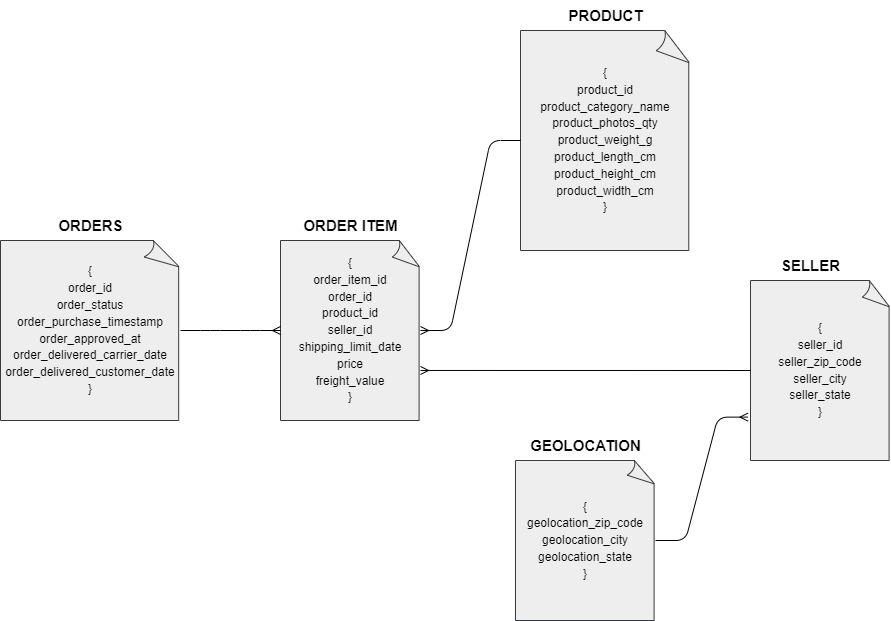 PRODUCT
{
product_id
product_category_name
product_photos_qty
product_weight_g
product_length_cm
product_height_cm
product_width_cm
}
ORDERS
{
order_id
order_status
order_purchase_timestamp
order_approved_at
order_delivered_carrier_date
order_delivered_customer_date
}
ORDER ITEM
{
order_item_id
order_id
product_id
seller_id
shipping_limit_date
price
freight_value
}
SELLER
{
seller_id
seller_zip_code
seller_city
seller_state
}
GEOLOCATION
{
geolocation_zip_code
geolocation_city
geolocation_state
}